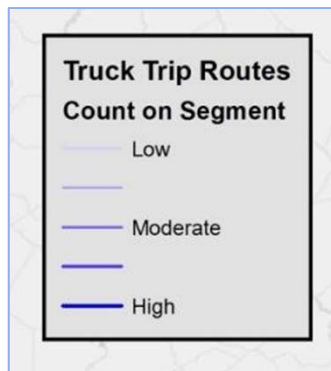 Truck Trip Routes
Count on Segment
Low
Moderate
High